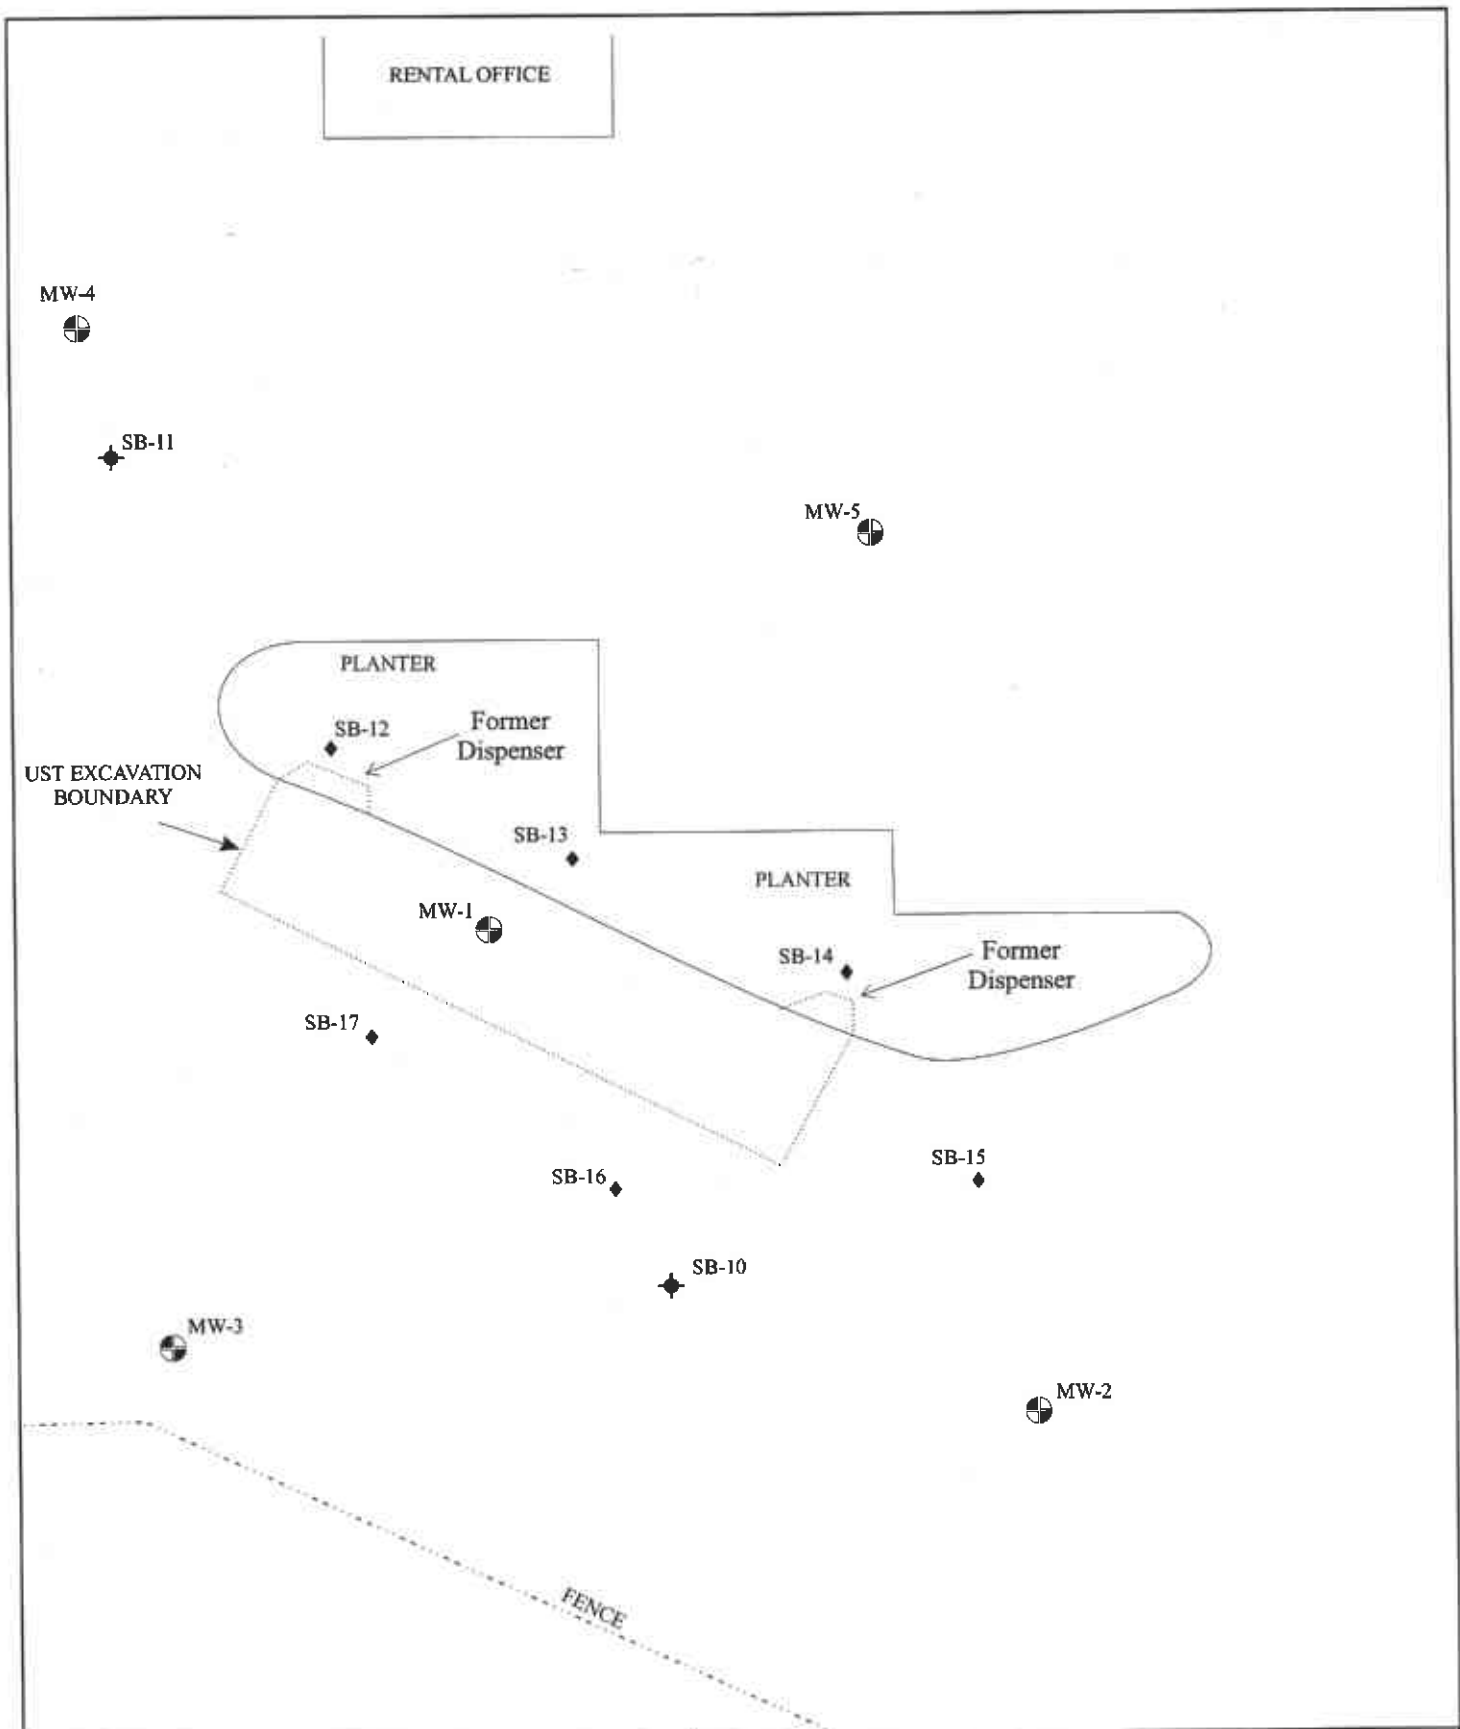 RENTAL OFFICE
MW-4
SB-11
MW-5
PLANTER
SB-12
Former
Dispenser
UST EXCAVATION
BOUNDARY
SB-13
PLANTER
MW-1
SB-14
Former
Dispenser
SB-17
SB-15
SB-16
SB-10
MW-3
MW-2
FENCE